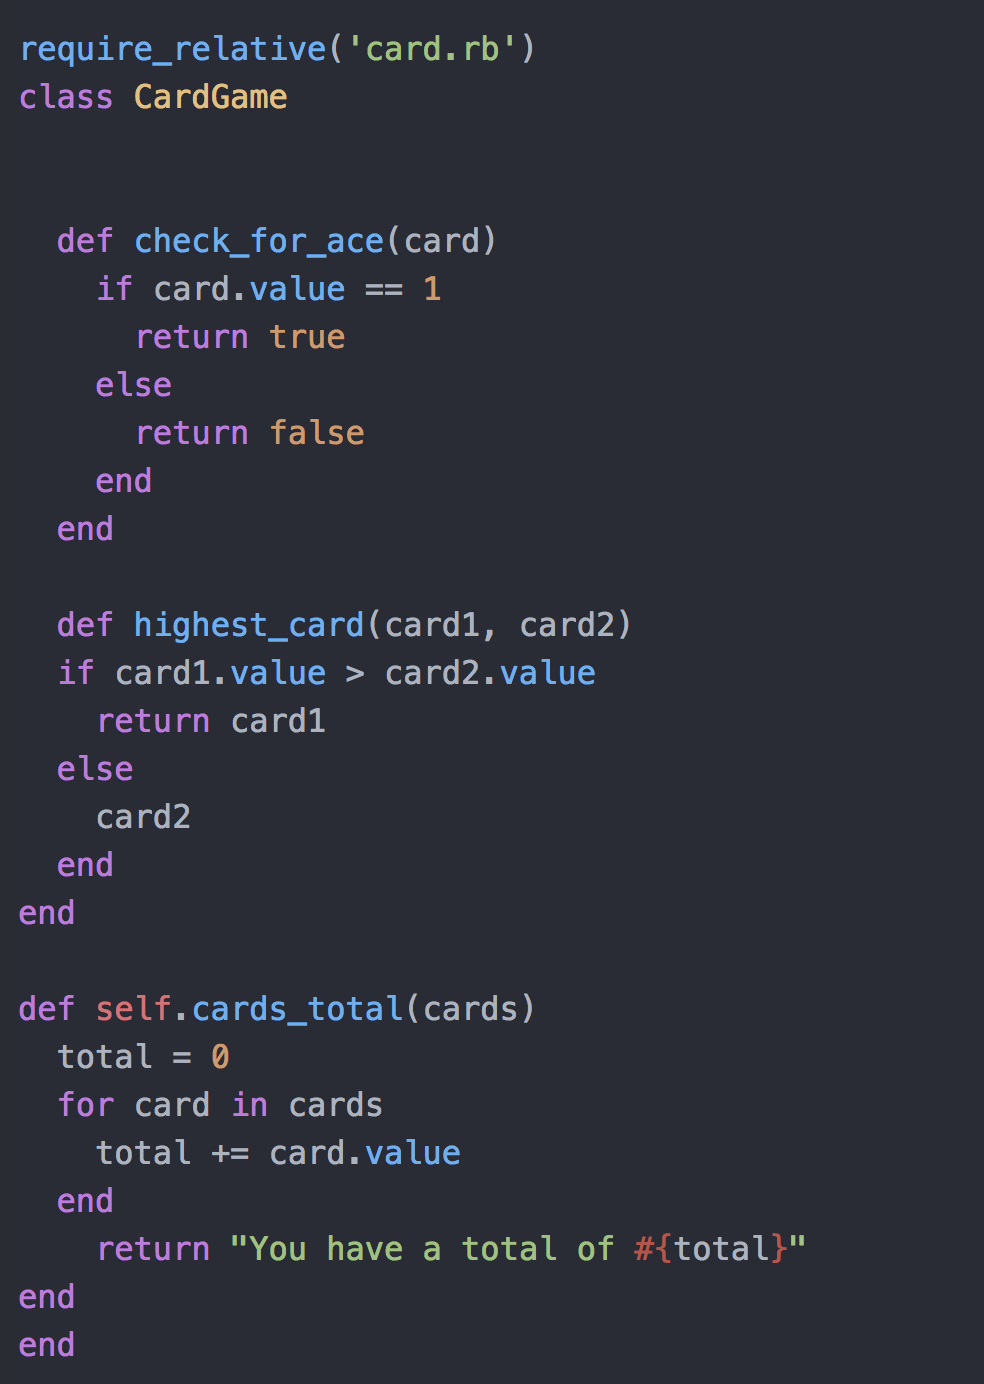 require_relative('card.rb')
class CardGame


  def check_for_ace(card)
    if card.value == 1
      return true
    else
      return false
    end
  end

  def highest_card(card1, card2)
  if card1.value > card2.value
    return card1
  else
    card2
  end
end

def self.cards_total(cards)
  total = 0
  for card in cards
    total += card.value
  end
    return "You have a total of #{total}"
end
end